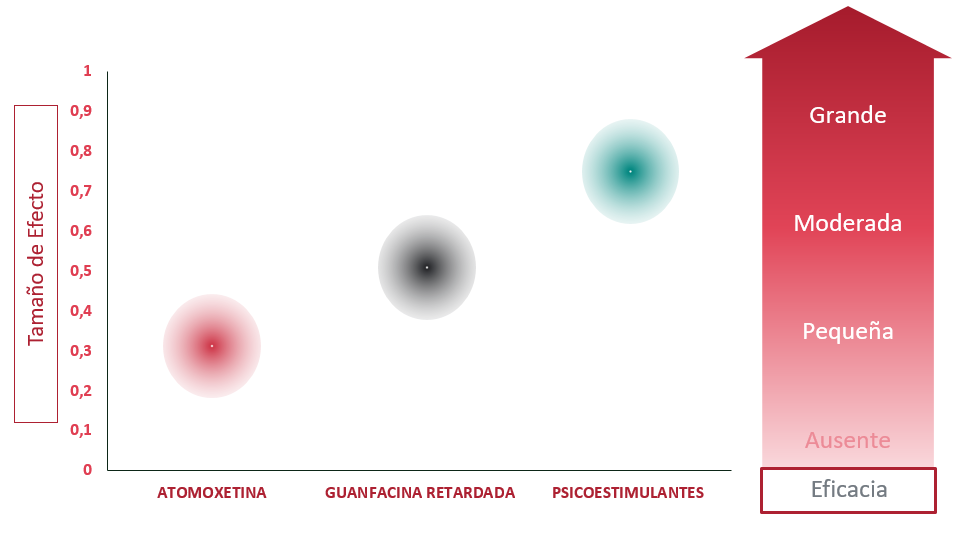 Tamaño de Efecto
1
0,9
0,8
0,7
0,6
0,5
0,4
0,3
0,2
0,1
0
ATOMOXETINA
GUANFACINA RETARDADA
PSICOESTIMULANTES
Grande
Moderada
Pequeña
Ausente
Eficacia